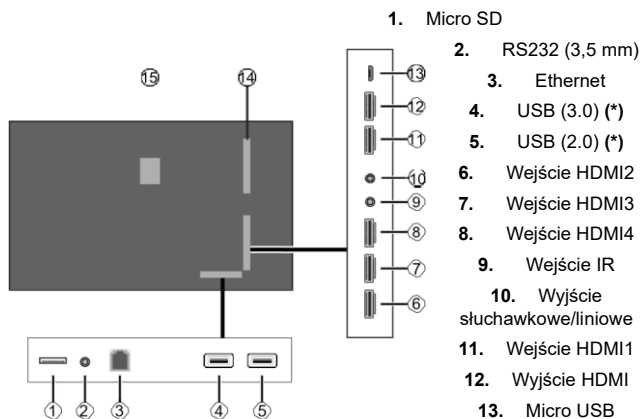 1. Micro SD
2. RS232 (3,5 mm)
3. Ethernet
4. USB (3.0) (*)
5. USB (2.0) (*)
6. Wejście HDMI2
7. Wejście HDMI3
8. Wejście HDMI4
9. Wejście IR
10. Wyjście
słuchawkowe/liniowe
11. Wejście HDMI1
12. Wyjście HDMI
13. Micro USB
15
14
13
12
11
10
9
8
7
6
1
2
3
4
5